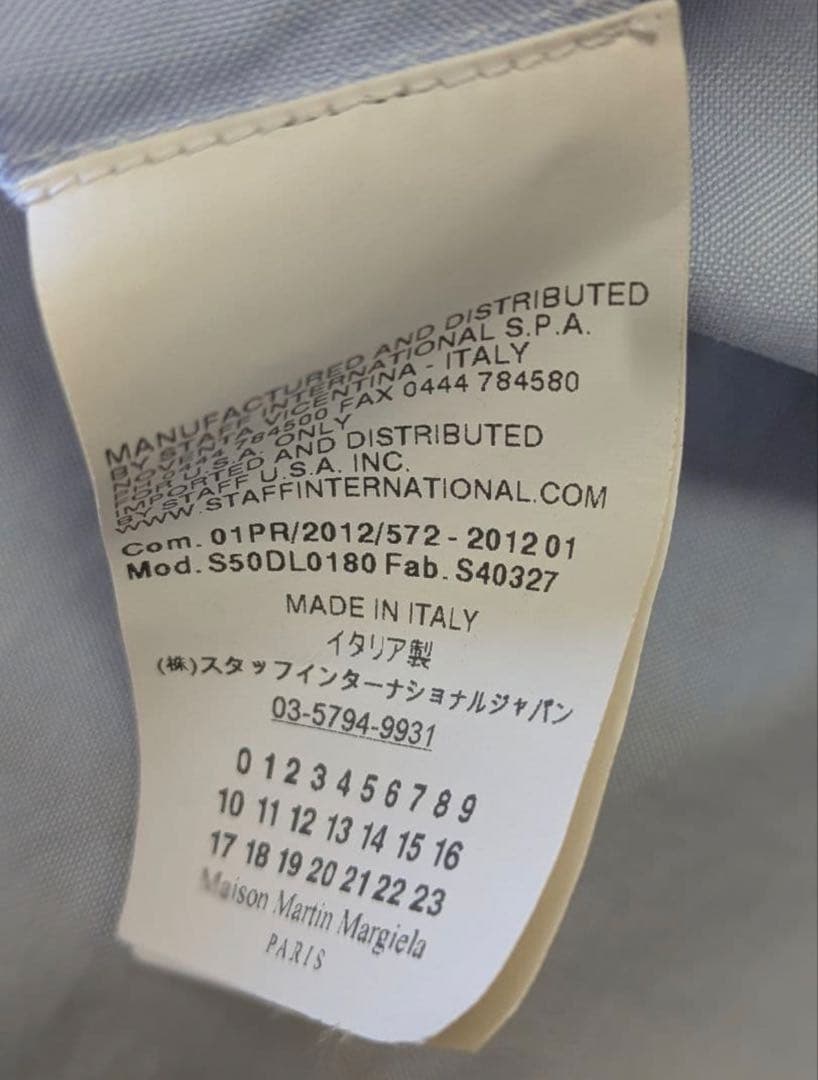 MANUFACTURED AND DISTRIBUTED
BY STAFF INTERNATIONAL S.P.A.
NOVENTA VICENTINA - ITALY
0444 784500 FAX 0444 784580
FOR U.S.A. ONLY
IMPORTED AND DISTRIBUTED
BY STAFF U.S.A. INC.
WWW.STAFFINTERNATIONAL.COM
Com. 01PR/2012/572 - 2012 01
Mod. S50DL0180 Fab. S40327
MADE IN ITALY
イタリア製
(株)スタッフインターナショナルジャパン
03-5794-9931
0 1 2 3 4 5 6 7 8 9
10 11 12 13 14 15 16
17 18 19 20 21 22 23
Maison Martin Margiela
PARIS